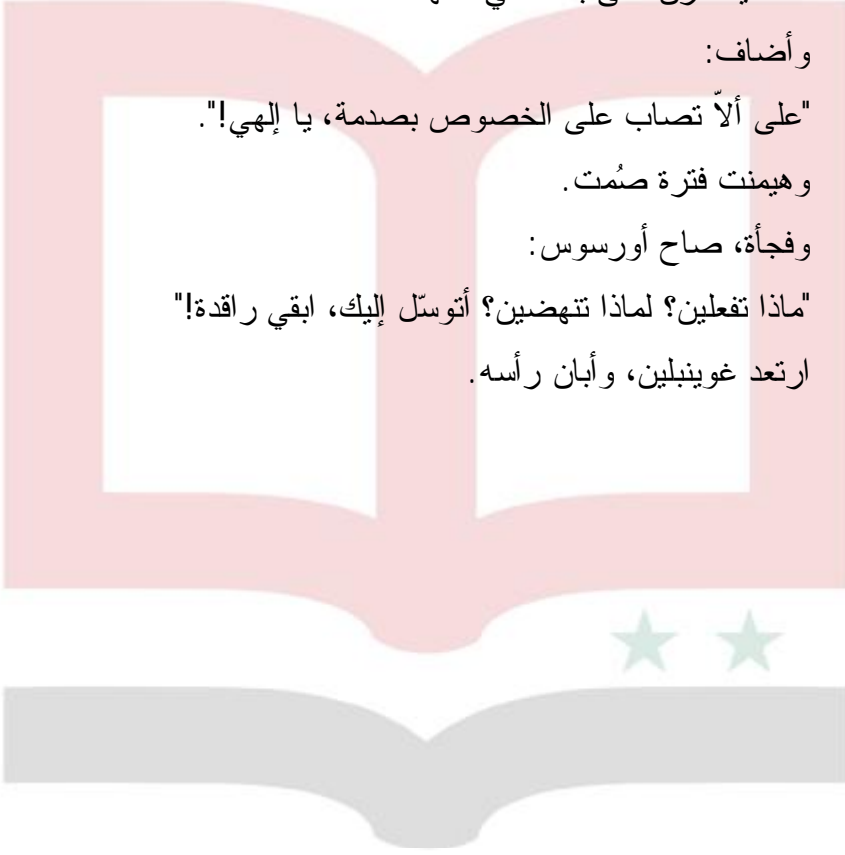 وأضاف:
"على ألاّ تصاب على الخصوص بصدمة، يا إلهي!".
وهيمنت فترة صُمت.
وفجأة، صاح أورسوس:
"ماذا تفعلين؟ لماذا تنهضين؟ أتوسّل إليك، ابقي راقدة!"
ارتعد غوينبلين، وأبان رأسه.